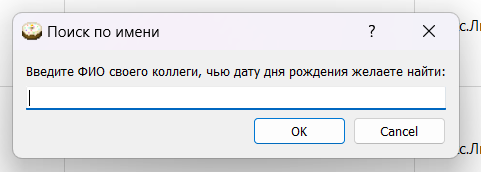 Поиск по имени
?
Введите ФИО своего коллеги, чью дату дня рождения желаете найти:
OK
Cancel